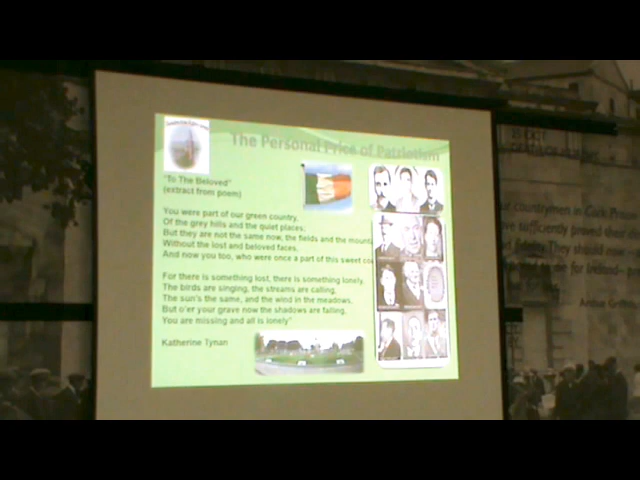 The Personal Price of Patriotism
"To The Beloved"
(extract from poem)
You were part of our green country,
Of the grey hills and the quiet places;
But they are not the same now, the fields and the mounta
Without the lost and beloved faces,
And now you too, who were once a part of this sweet cou
For there is something lost, there is something lonely,
The birds are singing, the streams are calling,
The sun's the same, and the wind in the meadows,
But o'er your grave now the shadows are falling,
You are missing and all is lonely"
Katherine Tynan
ur countrymen in Cork Prison
ve sufficiently proved their
They should now
Arthur Griffith